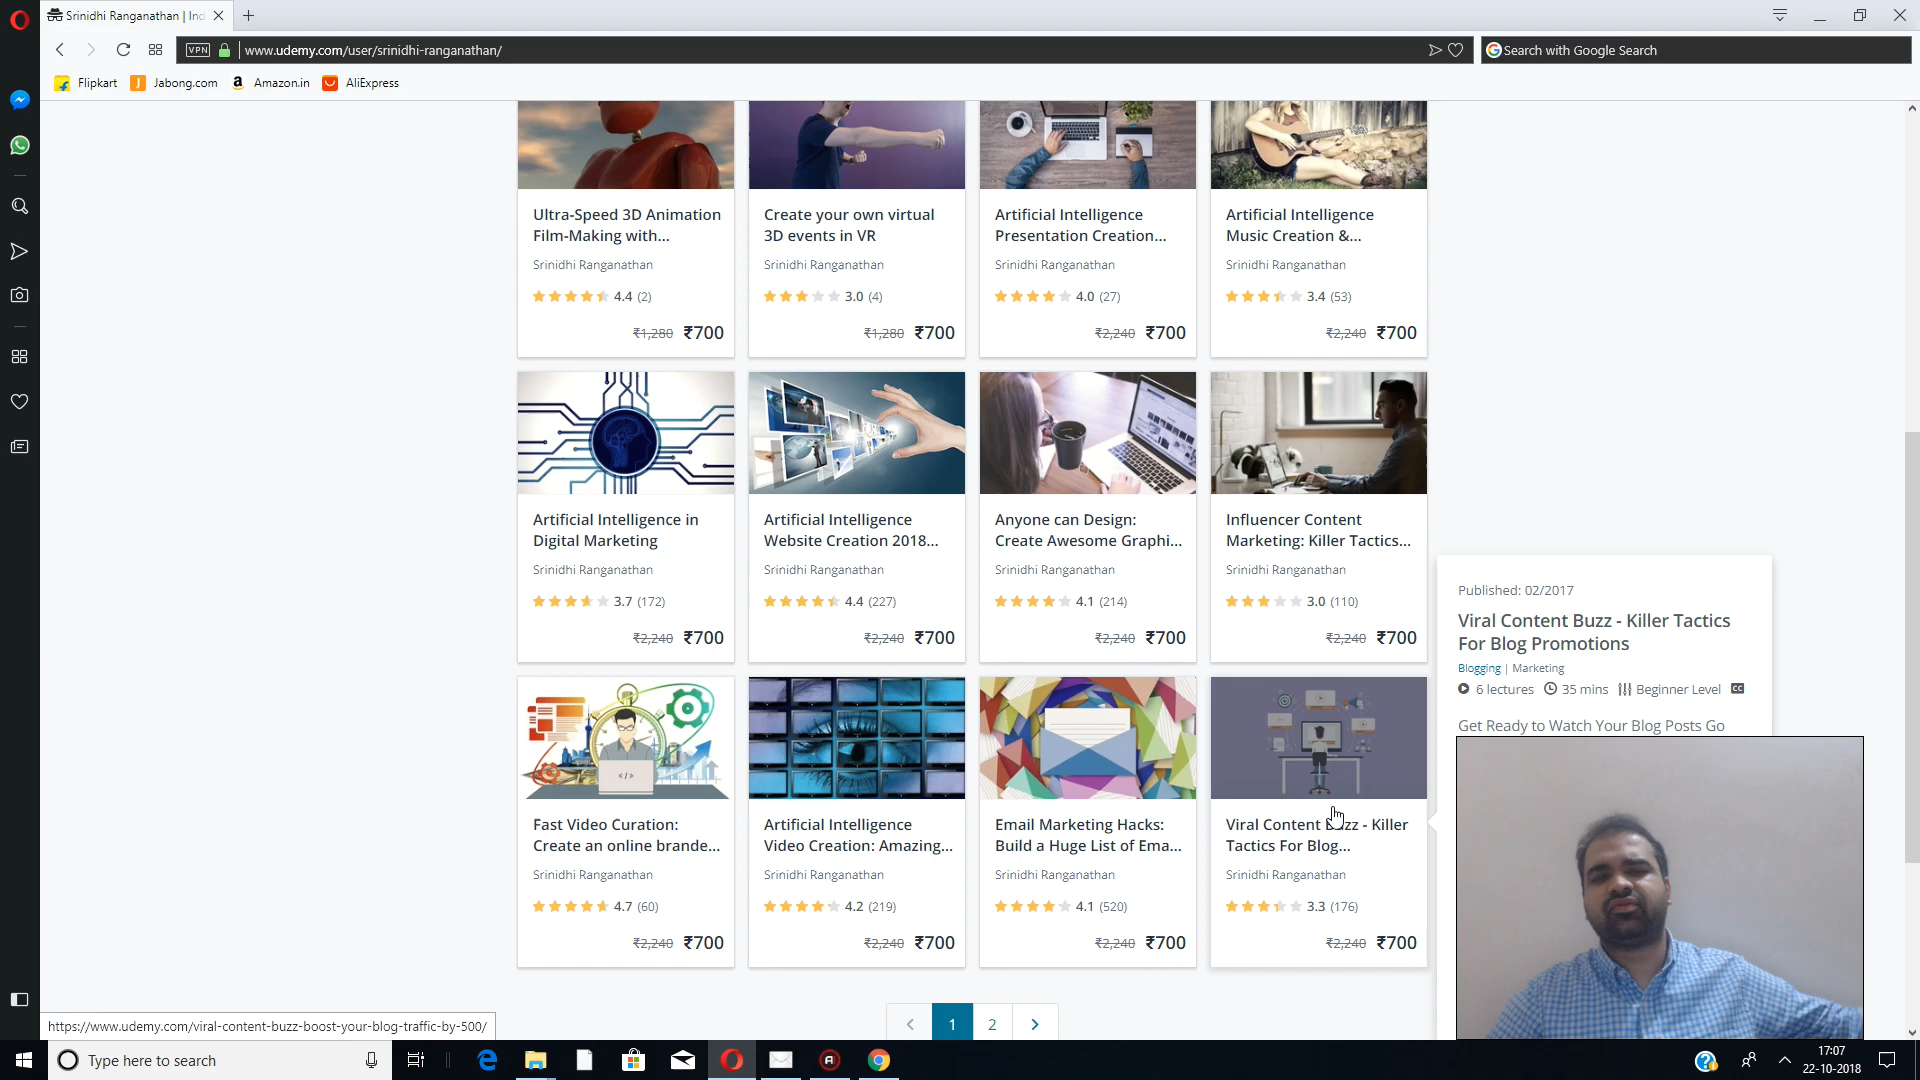 Srinidhi Ranganathan | Ind
VPN
www.udemy.com/user/srinidhi-ranganathan/
Search with Google Search
Flipkart
Jabong.com
Amazon.in
AliExpress
Ultra-Speed 3D Animation
Film-Making with...
Srinidhi Ranganathan
4.4 (2)
₹1,280 ₹700
Create your own virtual
3D events in VR
Srinidhi Ranganathan
3.0 (4)
₹1,280 ₹700
Artificial Intelligence
Presentation Creation...
Srinidhi Ranganathan
4.0 (27)
₹2,240 ₹700
Artificial Intelligence
Music Creation &...
Srinidhi Ranganathan
3.4 (53)
₹2,240 ₹700
Artificial Intelligence in
Digital Marketing
Srinidhi Ranganathan
3.7 (172)
₹2,240 ₹700
Artificial Intelligence
Website Creation 2018...
Srinidhi Ranganathan
4.4 (227)
₹2,240 ₹700
Anyone can Design:
Create Awesome Graphi...
Srinidhi Ranganathan
4.1 (214)
₹2,240 ₹700
Influencer Content
Marketing: Killer Tactics...
Srinidhi Ranganathan
3.0 (110)
₹2,240 ₹700
Published: 02/2017
Viral Content Buzz - Killer Tactics
For Blog Promotions
Blogging | Marketing
6 lectures 35 mins Beginner Level CC
Get Ready to Watch Your Blog Posts Go
</>
Fast Video Curation:
Create an online brande...
Srinidhi Ranganathan
4.7 (60)
₹2,240 ₹700
Artificial Intelligence
Video Creation: Amazing...
Srinidhi Ranganathan
4.2 (219)
₹2,240 ₹700
Email Marketing Hacks:
Build a Huge List of Ema...
Srinidhi Ranganathan
4.1 (520)
₹2,240 ₹700
Viral Content Buzz - Killer
Tactics For Blog...
Srinidhi Ranganathan
3.3 (176)
₹2,240 ₹700
1 2
https://www.udemy.com/viral-content-buzz-boost-your-blog-traffic-by-500/
Type here to search
17:07
22-10-2018